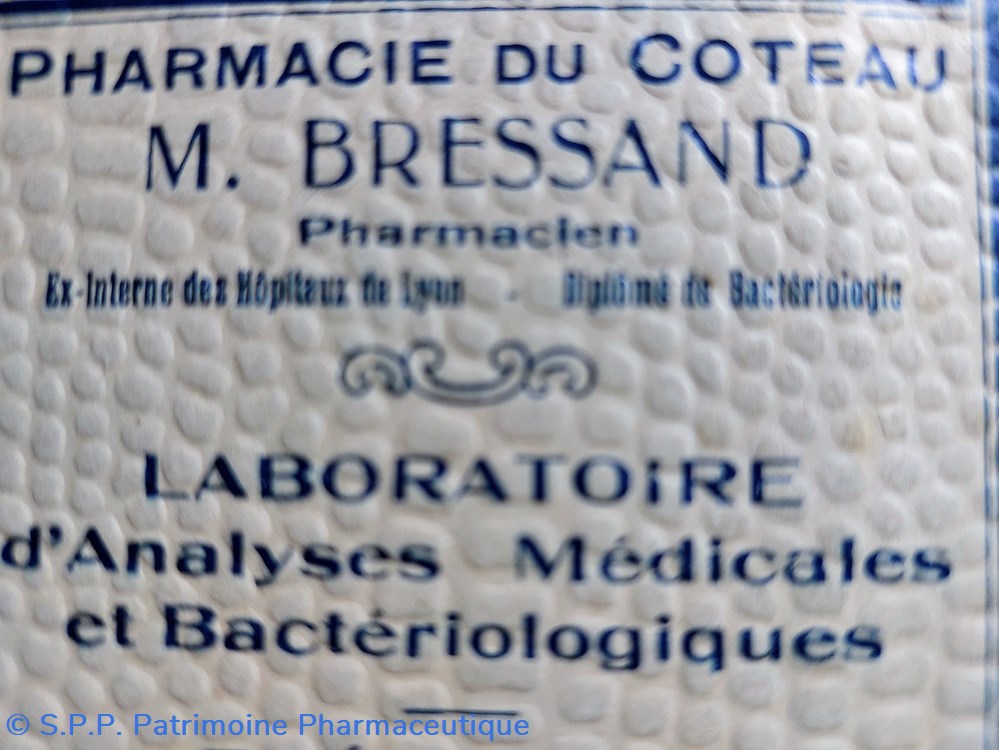 PHARMACIE DU COTEAU
M. BRESSAND
Pharmacien
Ex-Interne des Hôpitaux de Lyon - Diplômé de Bactériologie
LABORATOiRE
d'Analyses Médicales
et Bactériologiques
© S.P.P. Patrimoine Pharmaceutique